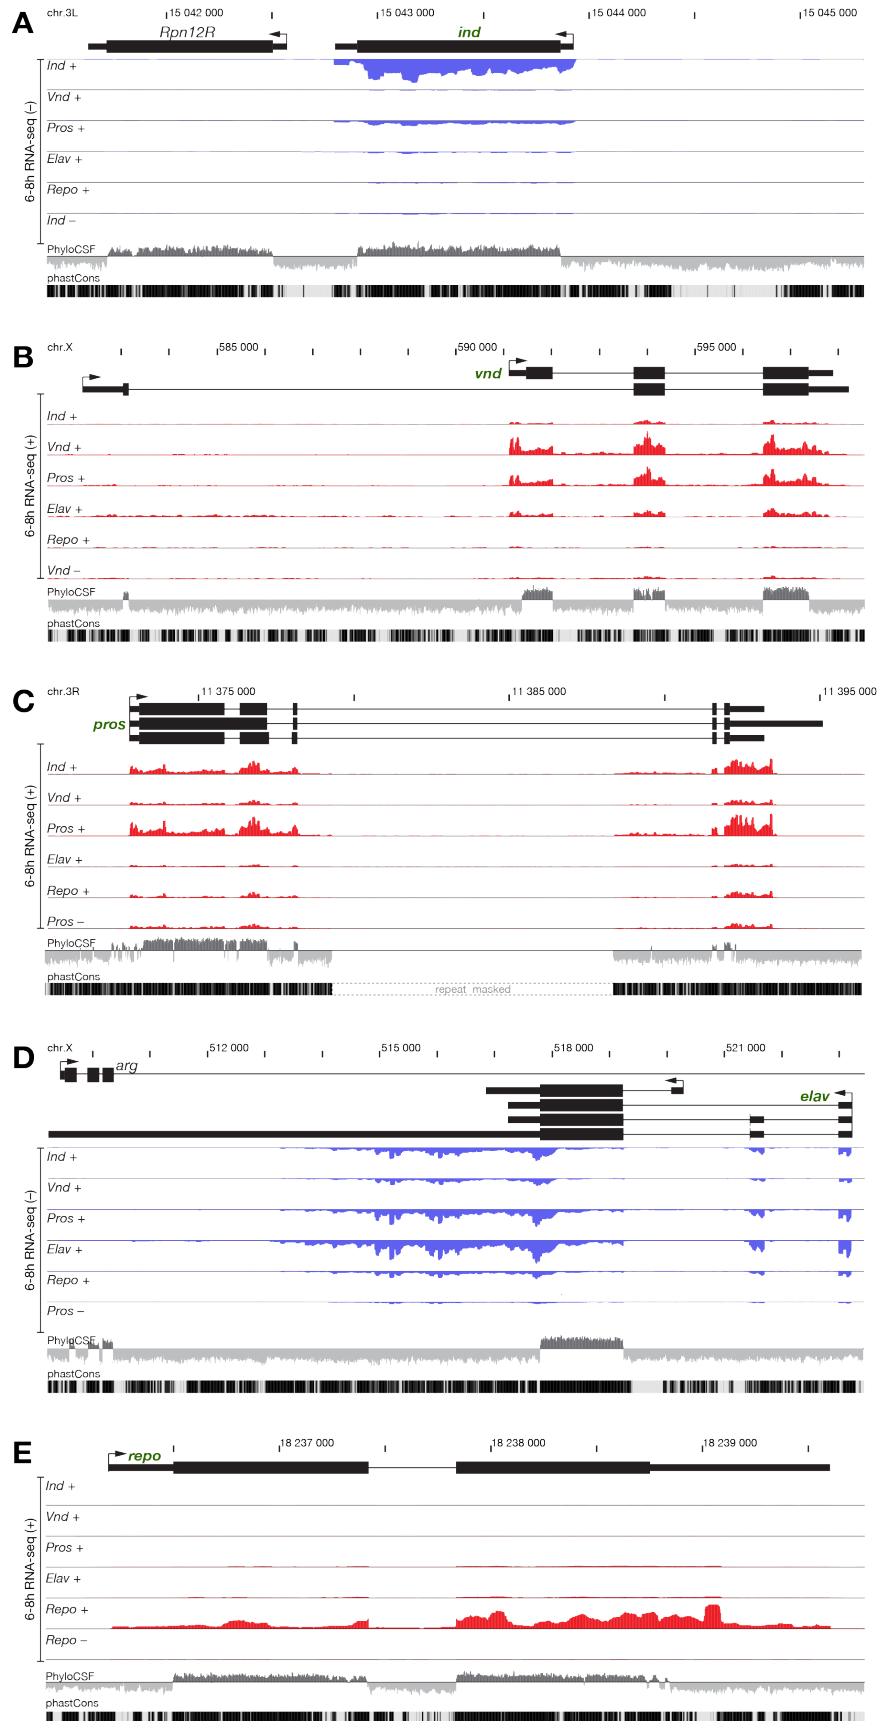 A
chr.3L
15 042 000
15 043 000
15 044 000
15 045 000
Rpn12R
ind
6-8h RNA-seq (–)
Ind +
Vnd +
Pros +
Elav +
Repo +
Ind –
PhyloCSF
phastCons
B
chr.X
585 000
590 000
595 000
vnd
6-8h RNA-seq (+)
Ind +
Vnd +
Pros +
Elav +
Repo +
Vnd –
PhyloCSF
phastCons
C
chr.3R
11 375 000
11 385 000
11 395 000
pros
6-8h RNA-seq (+)
Ind +
Vnd +
Pros +
Elav +
Repo +
Pros –
PhyloCSF
phastCons
repeat masked
D
chr.X
512 000
515 000
518 000
521 000
arg
elav
6-8h RNA-seq (–)
Ind +
Vnd +
Pros +
Elav +
Repo +
Pros –
PhyloCSF
phastCons
E
18 237 000
18 238 000
18 239 000
repo
6-8h RNA-seq (+)
Ind +
Vnd +
Pros +
Elav +
Repo +
Repo –
PhyloCSF
phastCons